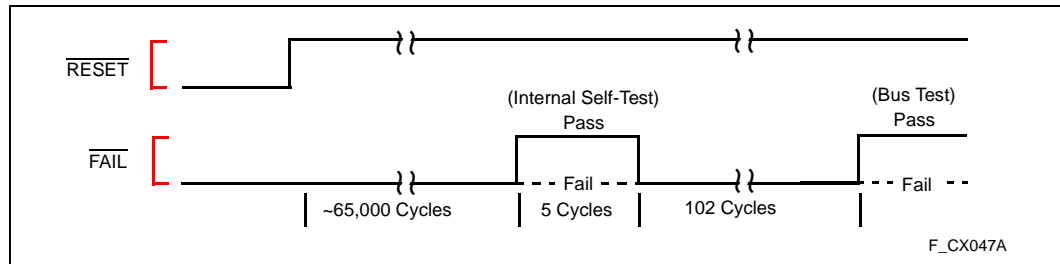 RESET
(Internal Self-Test)
Pass
(Bus Test)
Pass
FAIL
Fail
Fail
~65,000 Cycles
5 Cycles
102 Cycles
F_CX047A